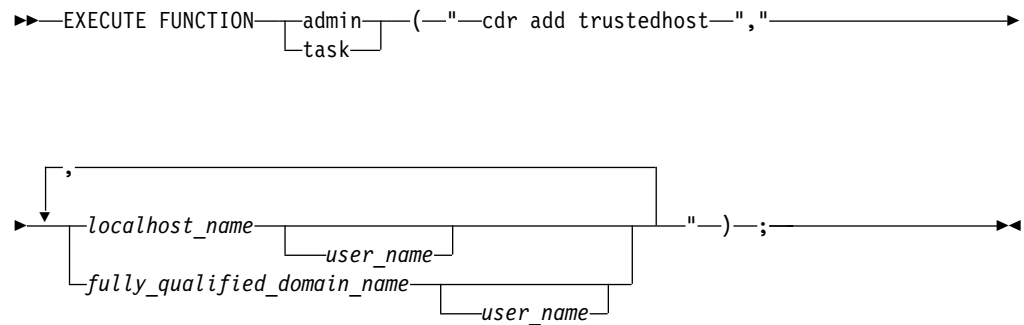 EXECUTE FUNCTION admin ( " cdr add trustedhost ","
task
,
localhost_name " ) ;
user_name
fully_qualified_domain_name
user_name